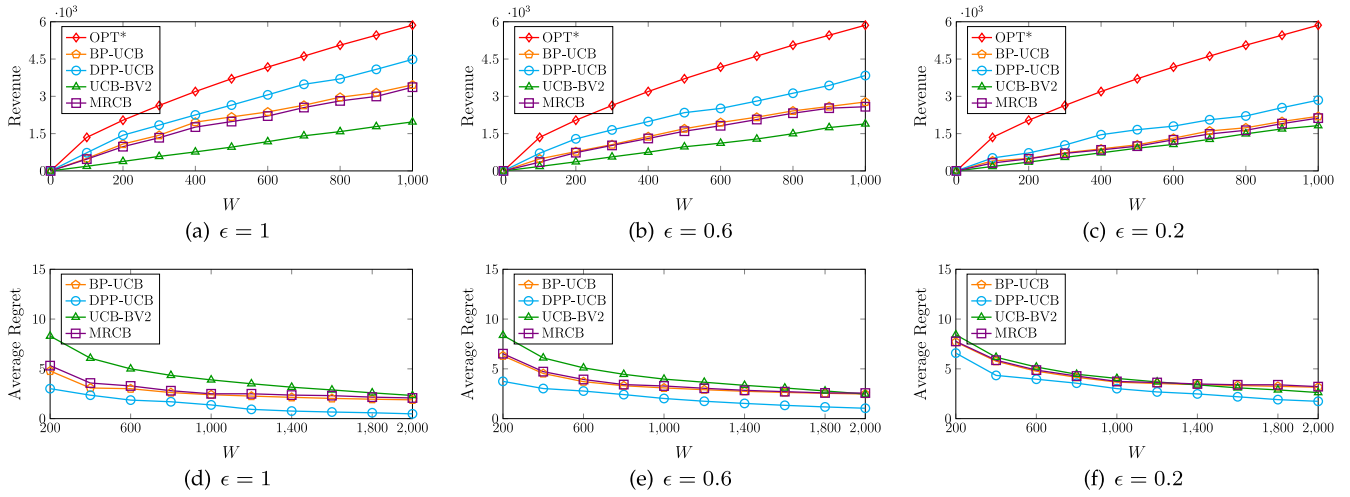 ·10³
6
4.5
3
1.5
0
Revenue
OPT*
BP-UCB
DPP-UCB
UCB-BV2
MRCB
0 200 400 600 800 1,000
W
(a) ϵ = 1
·10³
6
4.5
3
1.5
0
Revenue
OPT*
BP-UCB
DPP-UCB
UCB-BV2
MRCB
0 200 400 600 800 1,000
W
(b) ϵ = 0.6
·10³
6
4.5
3
1.5
0
Revenue
OPT*
BP-UCB
DPP-UCB
UCB-BV2
MRCB
0 200 400 600 800 1,000
W
(c) ϵ = 0.2
15
10
5
0
Average Regret
BP-UCB
DPP-UCB
UCB-BV2
MRCB
200 600 1,000 1,400 1,800 2,000
W
(d) ϵ = 1
15
10
5
0
Average Regret
BP-UCB
DPP-UCB
UCB-BV2
MRCB
200 600 1,000 1,400 1,800 2,000
W
(e) ϵ = 0.6
15
10
5
0
Average Regret
BP-UCB
DPP-UCB
UCB-BV2
MRCB
200 600 1,000 1,400 1,800 2,000
W
(f) ϵ = 0.2